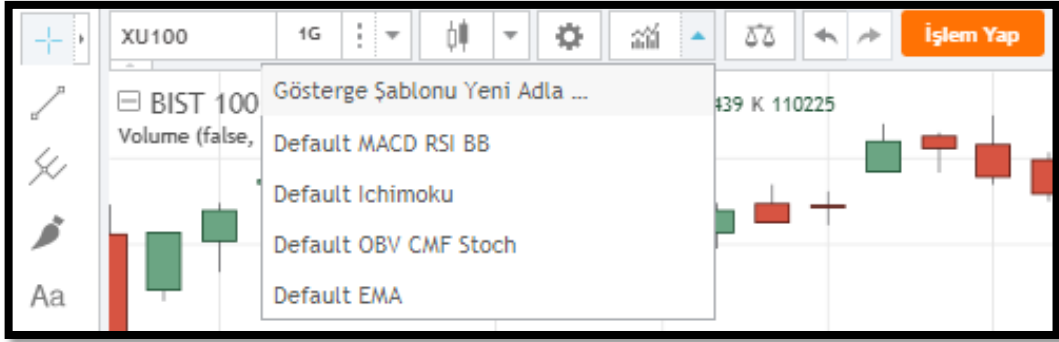 XU100 1G İşlem Yap
BIST 100 439 K 110225
Volume (false,
Gösterge Şablonu Yeni Adla ...
Default MACD RSI BB
Default Ichimoku
Default OBV CMF Stoch
Default EMA
Aa